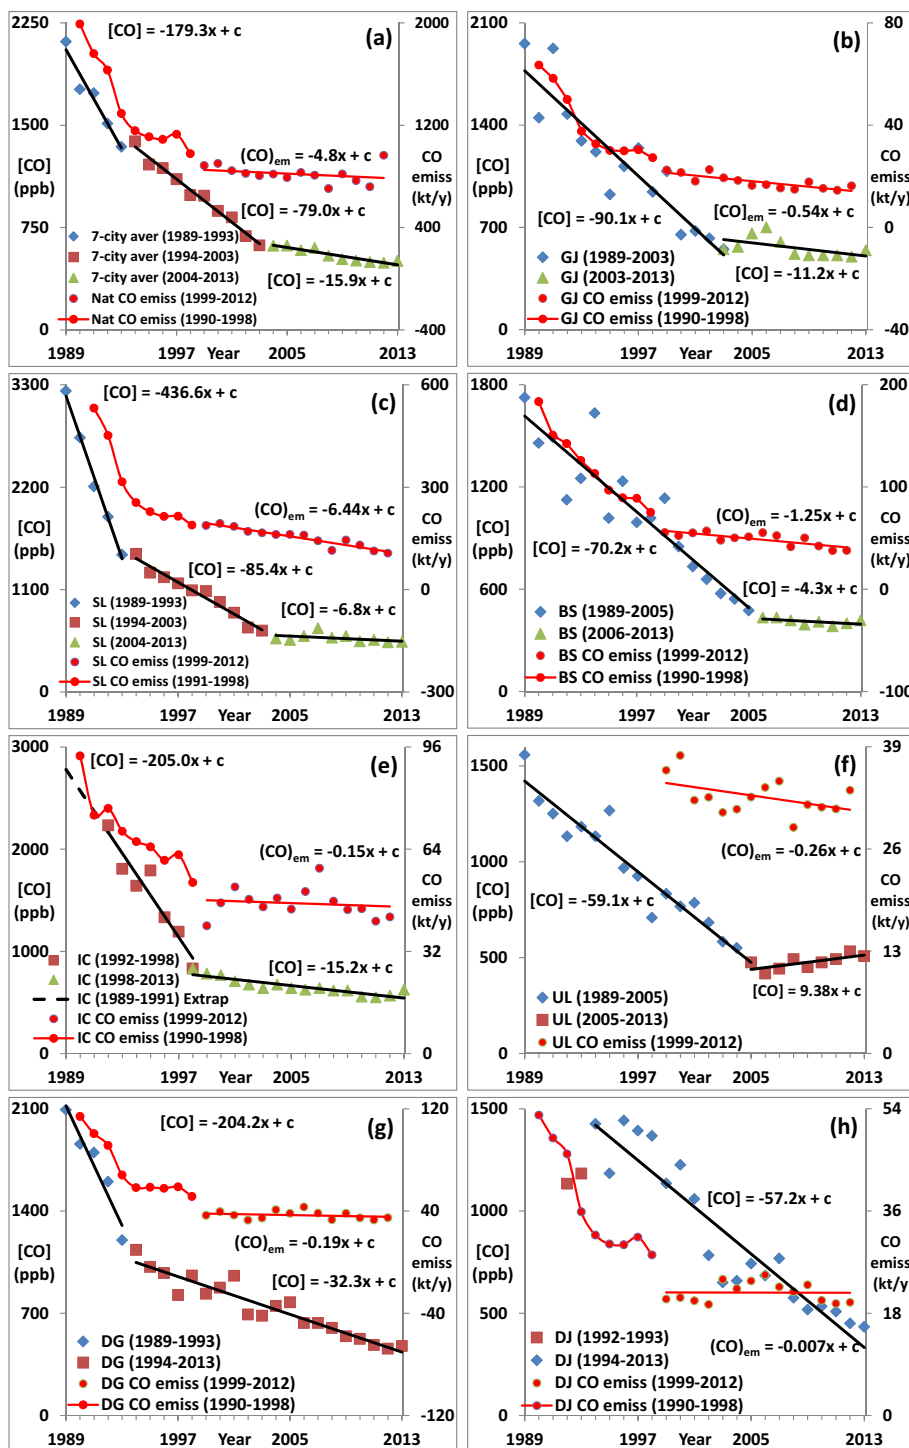 2250
1500
750
0
[CO]
(ppb)
[CO] = -179.3x + c
(a)
2000
1200
400
-400
CO
emiss
(kt/y)
(CO)em = -4.8x + c
[CO] = -79.0x + c
[CO] = -15.9x + c
7-city aver (1989-1993)
7-city aver (1994-2003)
7-city aver (2004-2013)
Nat CO emiss (1999-2012)
Nat CO emiss (1990-1998)
1989
1997
Year
2005
2013
2100
1400
700
0
[CO]
(ppb)
(b)
80
40
0
-40
CO
emiss
(kt/y)
(CO)em = -0.54x + c
[CO] = -90.1x + c
[CO] = -11.2x + c
GJ (1989-2003)
GJ (2003-2013)
GJ CO emiss (1999-2012)
GJ CO emiss (1990-1998)
1989
1997
Year
2005
2013
3300
2200
1100
0
[CO]
(ppb)
[CO] = -436.6x + c
(c)
600
300
0
-300
CO
emiss
(kt/y)
(CO)em = -6.44x + c
[CO] = -85.4x + c
[CO] = -6.8x + c
SL (1989-1993)
SL (1994-2003)
SL (2004-2013)
SL CO emiss (1999-2012)
SL CO emiss (1991-1998)
1989
1997
Year
2005
2013
1800
1200
600
0
[CO]
(ppb)
(d)
200
100
0
-100
CO
emiss
(kt/y)
(CO)em = -1.25x + c
[CO] = -70.2x + c
[CO] = -4.3x + c
BS (1989-2005)
BS (2006-2013)
BS CO emiss (1999-2012)
BS CO emiss (1990-1998)
1989
1997
Year
2005
2013
3000
2000
1000
0
[CO]
(ppb)
[CO] = -205.0x + c
(e)
96
64
32
0
CO
emiss
(kt/y)
(CO)em = -0.15x + c
[CO] = -15.2x + c
IC (1992-1998)
IC (1998-2013)
IC (1989-1991) Extrap
IC CO emiss (1999-2012)
IC CO emiss (1990-1998)
1989
1997
Year
2005
2013
1500
1000
500
0
[CO]
(ppb)
(f)
39
26
13
0
CO
emiss
(kt/y)
(CO)em = -0.26x + c
[CO] = -59.1x + c
[CO] = 9.38x + c
UL (1989-2005)
UL (2005-2013)
UL CO emiss (1999-2012)
1989
1997
Year
2005
2013
2100
1400
700
0
[CO]
(ppb)
[CO] = -204.2x + c
(g)
120
40
-40
-120
CO
emiss
(kt/y)
(CO)em = -0.19x + c
[CO] = -32.3x + c
DG (1989-1993)
DG (1994-2013)
DG CO emiss (1999-2012)
DG CO emiss (1990-1998)
1989
1997
Year
2005
2013
1500
1000
500
0
[CO]
(ppb)
(h)
54
36
18
0
CO
emiss
(kt/y)
[CO] = -57.2x + c
(CO)em = -0.007x + c
DJ (1992-1993)
DJ (1994-2013)
DJ CO emiss (1999-2012)
DJ CO emiss (1990-1998)
1989
1997
Year
2005
2013